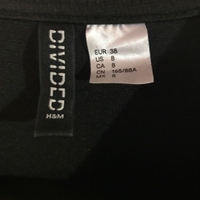 DIVIDED
H&M
EUR 38
US 8
CA 8
CN 165/88A
MX 8